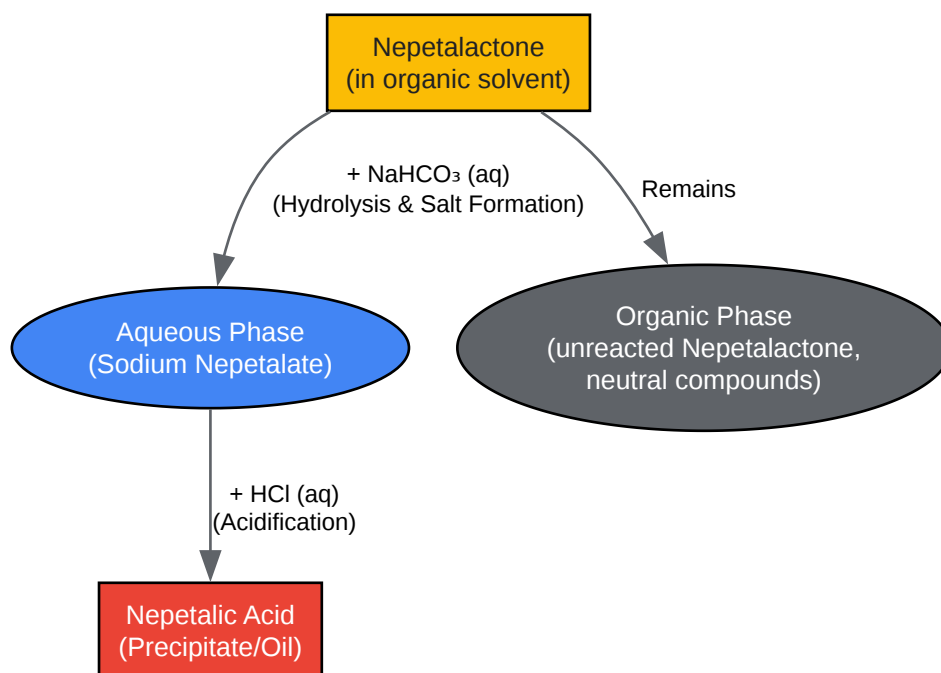 Nepetalactone
(in organic solvent)
+ NaHCO₃ (aq)
(Hydrolysis & Salt Formation)
Remains
Aqueous Phase
(Sodium Nepetalate)
Organic Phase
(unreacted Nepetalactone,
neutral compounds)
+ HCl (aq)
(Acidification)
Nepetalic Acid
(Precipitate/Oil)